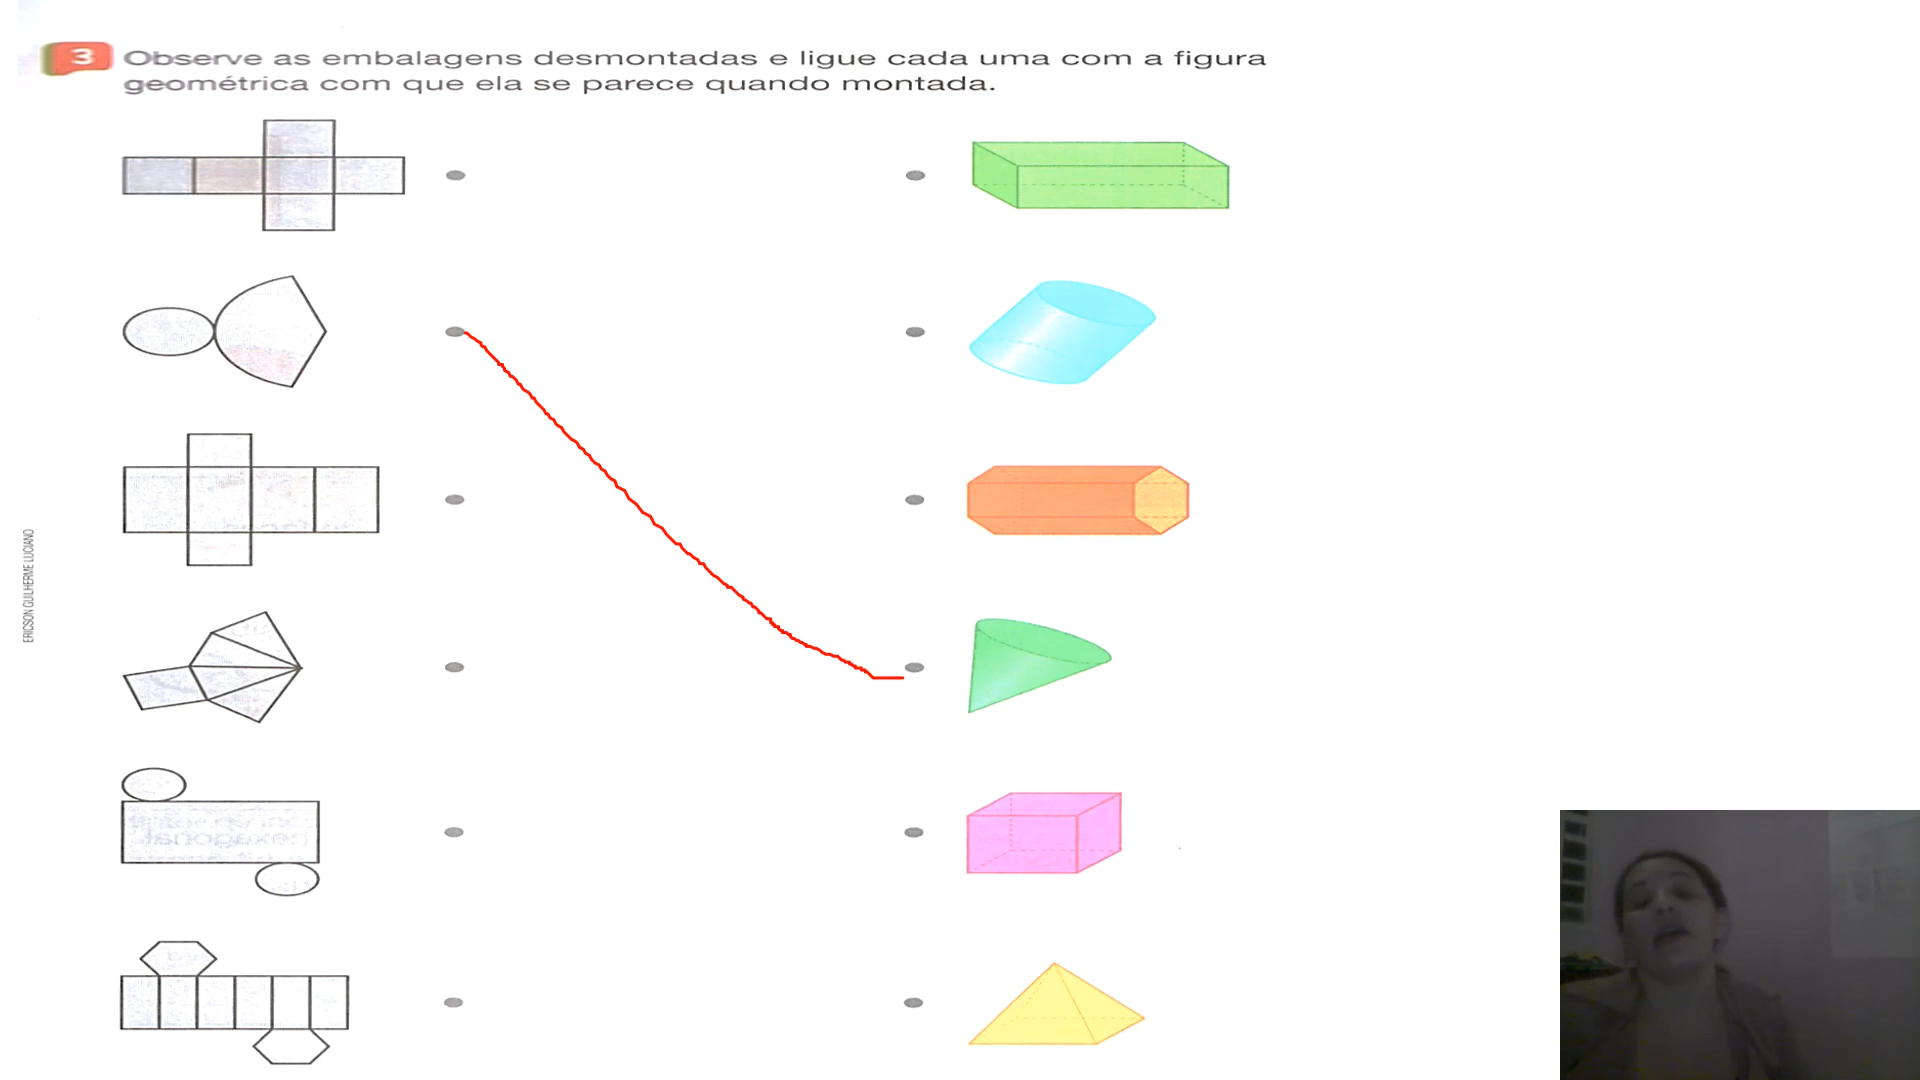 3 Observe as embalagens desmontadas e ligue cada uma com a figura
geométrica com que ela se parece quando montada.
ERICSON GUILHERME LUCIANO